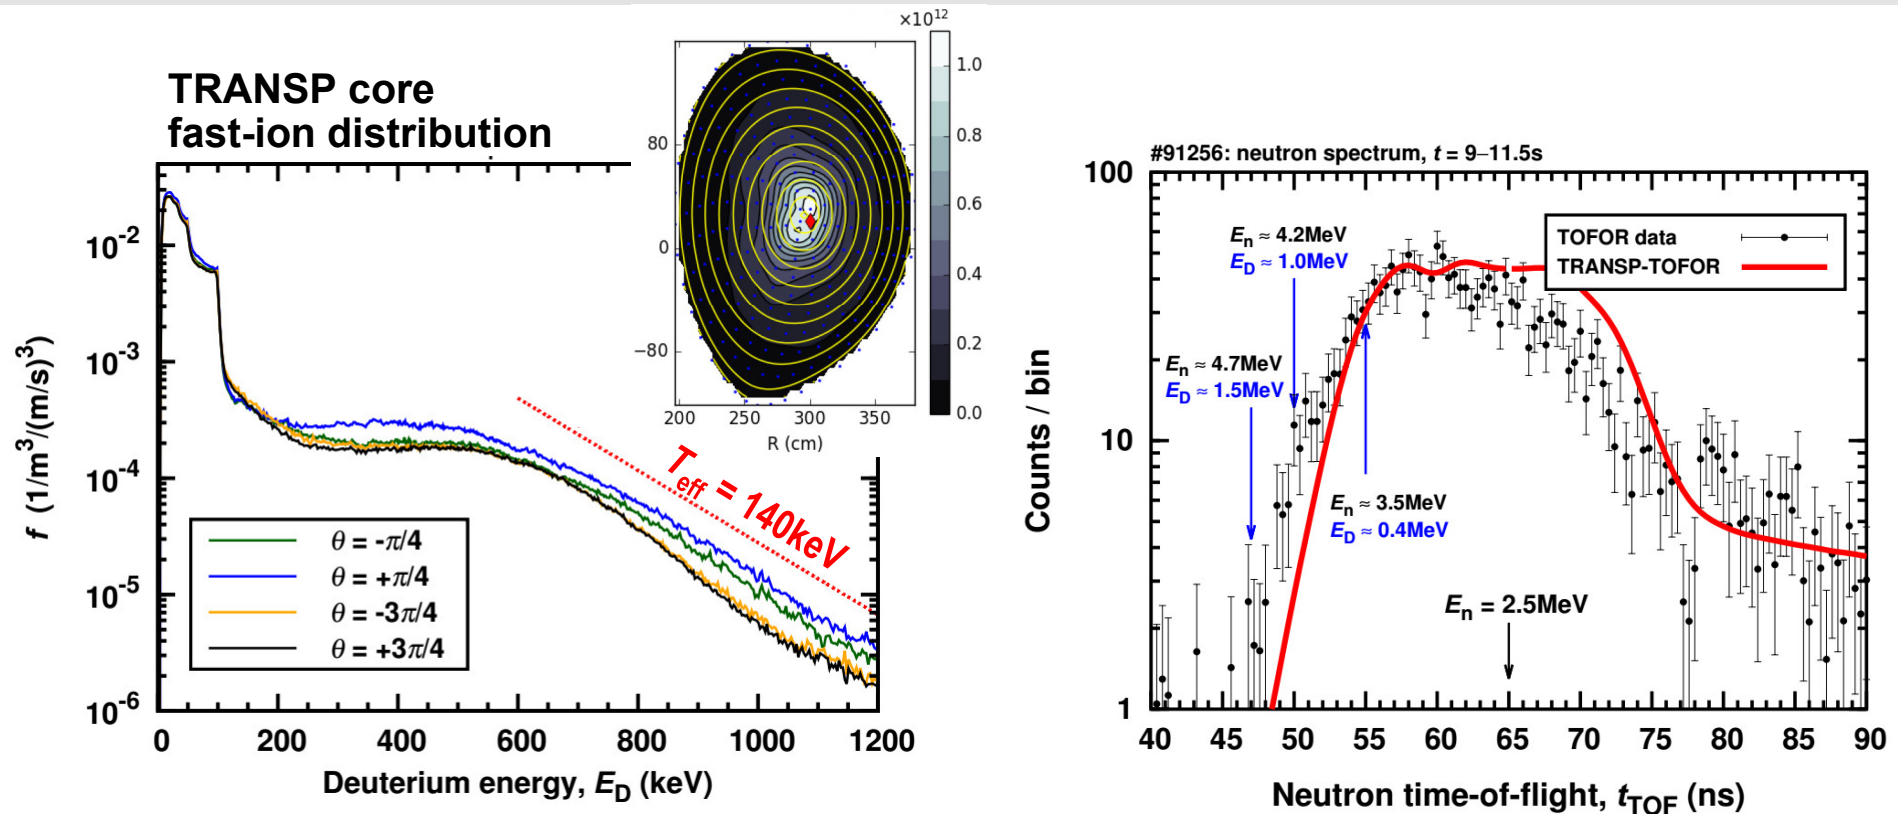 TRANSP core
fast-ion distribution
10⁻²
10⁻³
10⁻⁴
10⁻⁵
10⁻⁶
f (1/m³/(m/s)³)
0 200 400 600 800 1000 1200
Deuterium energy, E_D (keV)
θ = -π/4
θ = +π/4
θ = -3π/4
θ = +3π/4
T_eff = 140keV
×10¹²
1.0
0.8
0.6
0.4
0.2
0.0
80
0
−80
200 250 300 350
R (cm)
#91256: neutron spectrum, t = 9–11.5s
100
10
1
Counts / bin
E_n ≈ 4.2MeV
E_D ≈ 1.0MeV
E_n ≈ 4.7MeV
E_D ≈ 1.5MeV
E_n ≈ 3.5MeV
E_D ≈ 0.4MeV
E_n = 2.5MeV
TOFOR data
TRANSP-TOFOR
40 45 50 55 60 65 70 75 80 85 90
Neutron time-of-flight, t_TOF (ns)